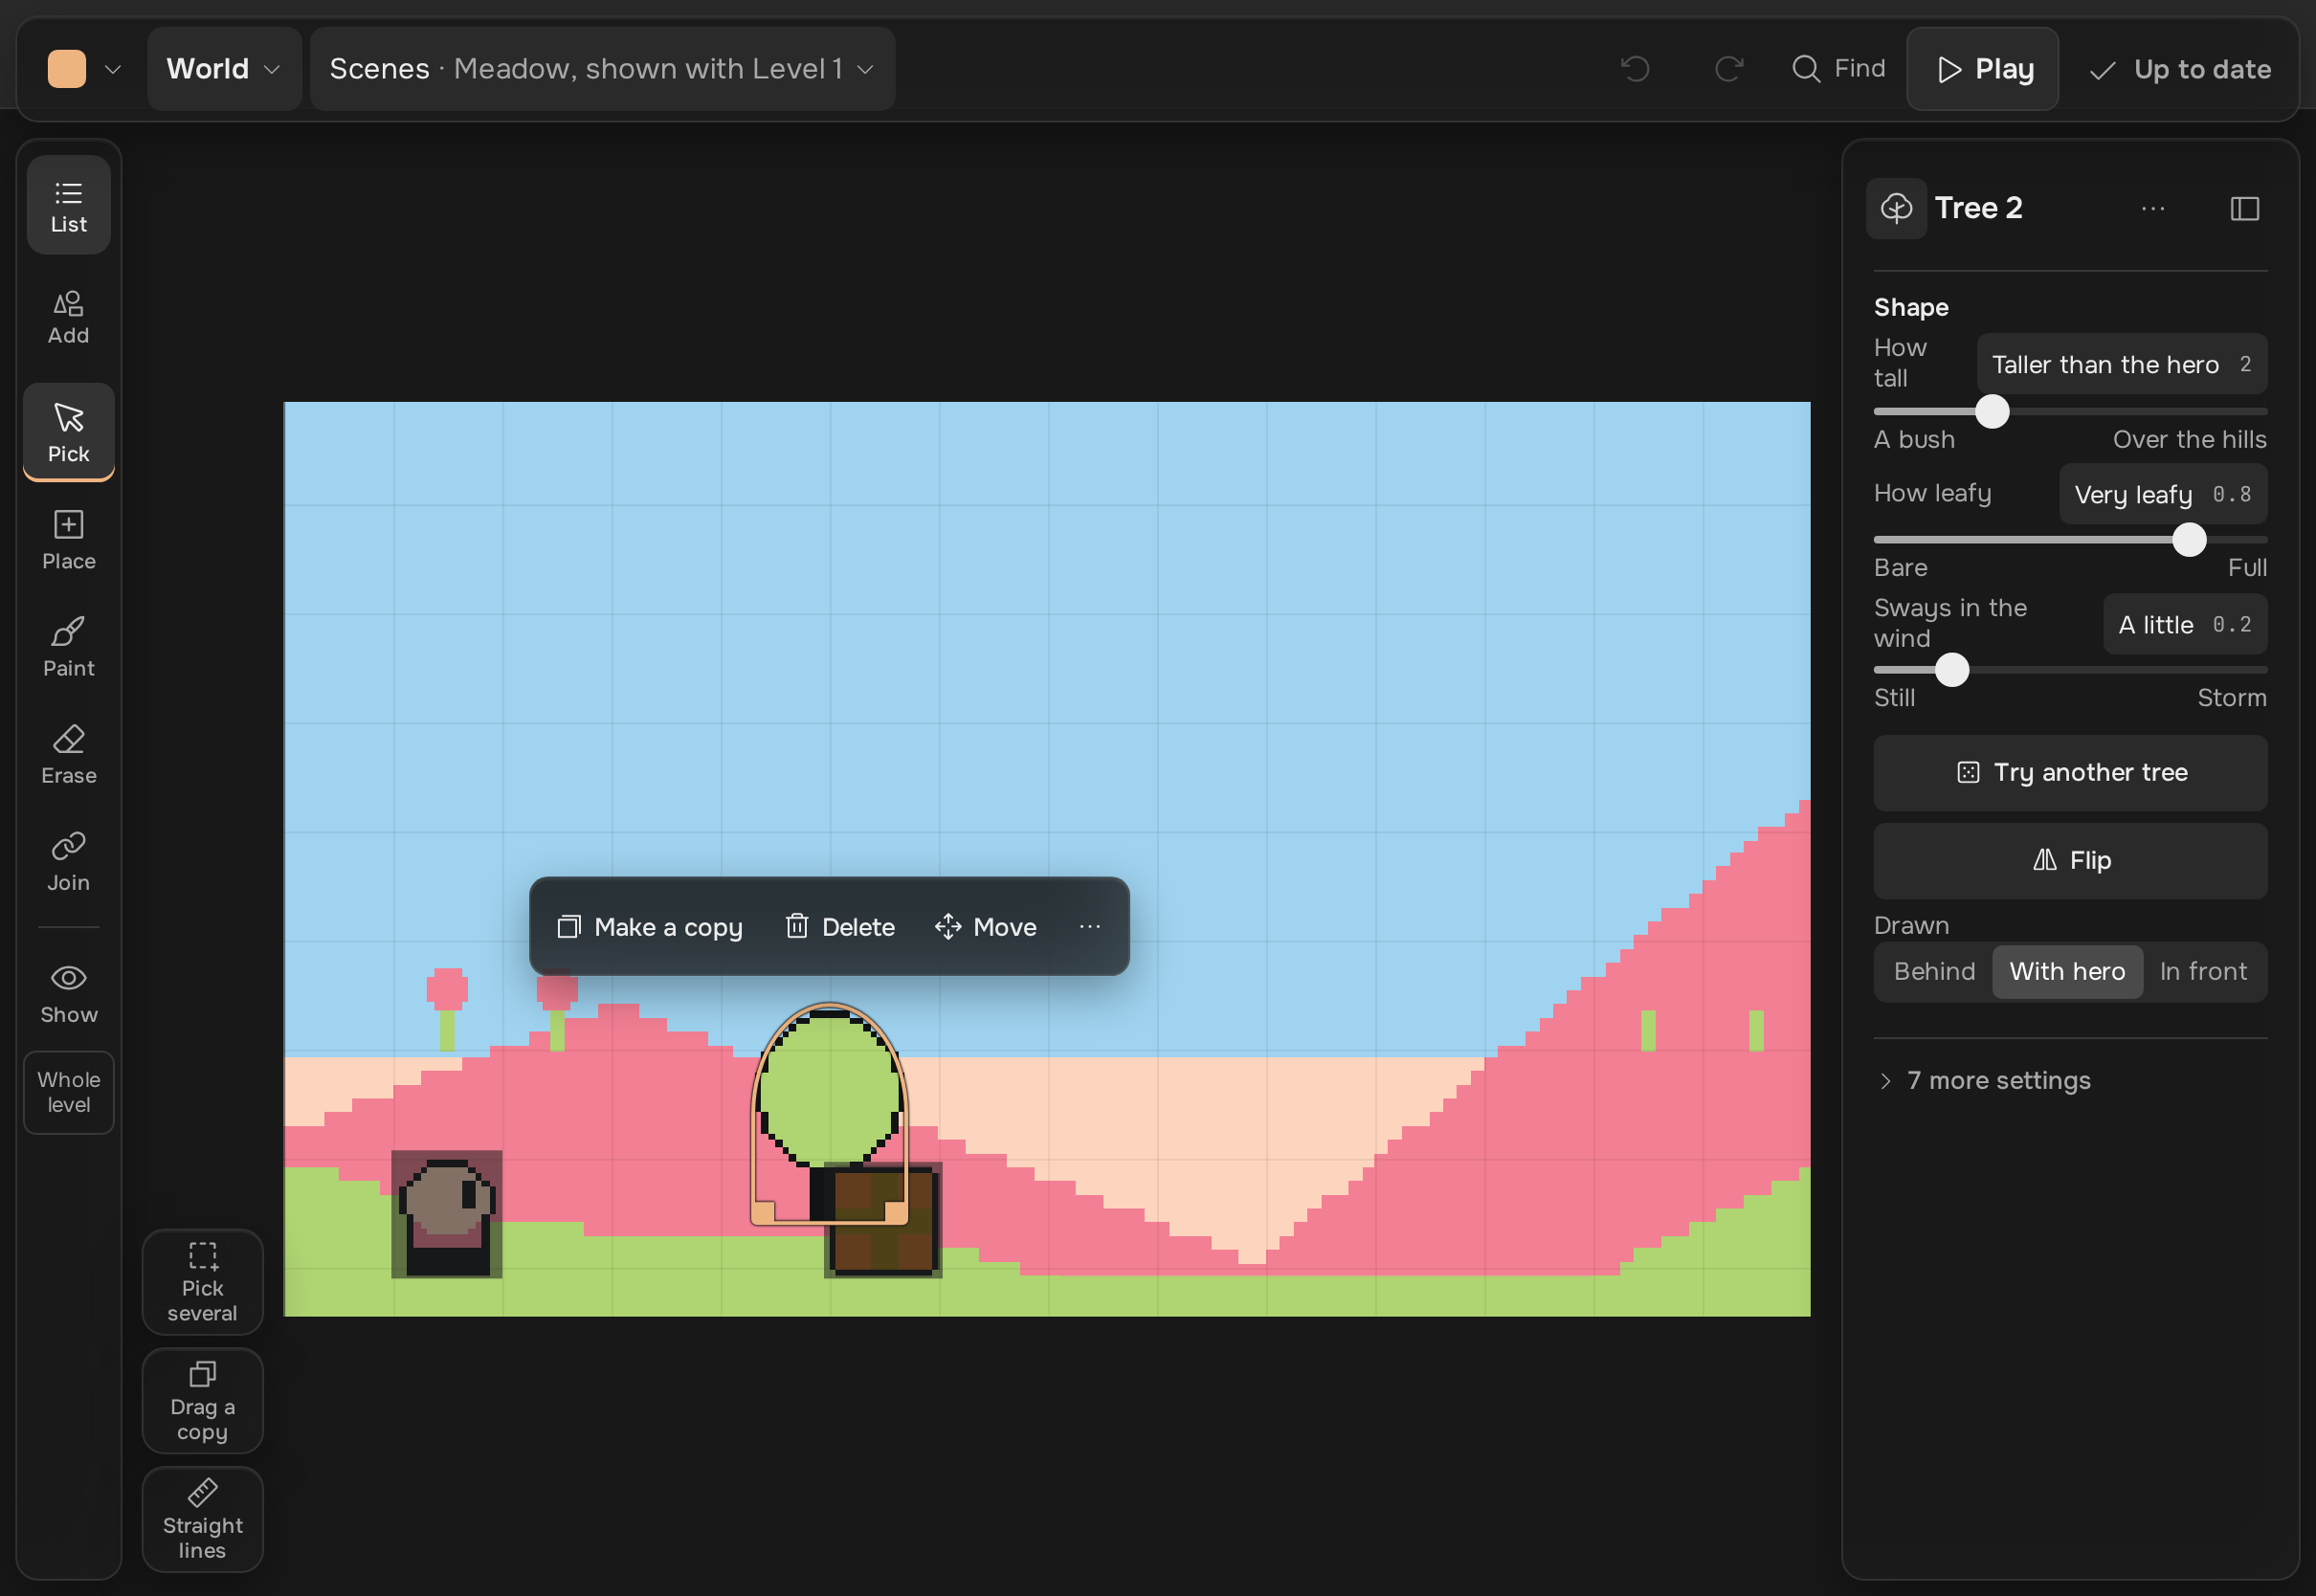 World
Scenes · Meadow, shown with Level 1
Find
Play
Up to date
List
Add
Pick
Place
Paint
Erase
Join
Show
Whole
level
Pick
several
Drag a
copy
Straight
lines
Make a copy
Delete
Move
Tree 2
Shape
How
tall
Taller than the hero 2
A bush
Over the hills
How leafy
Very leafy 0.8
Bare
Full
Sways in the
wind
A little 0.2
Still
Storm
Try another tree
Flip
Drawn
Behind
With hero
In front
7 more settings